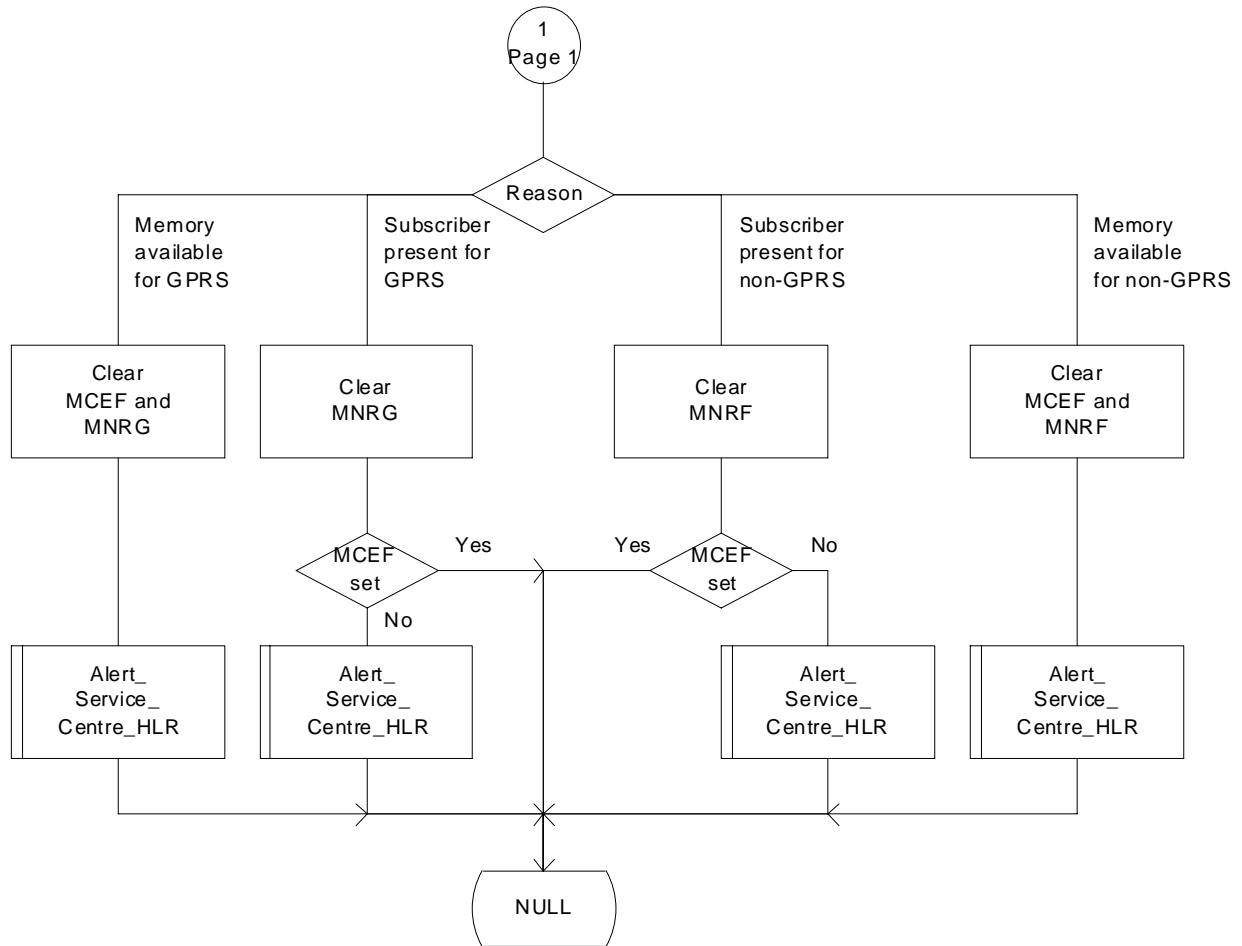 1
Page 1
Reason
Memory
available
for GPRS
Subscriber
present for
GPRS
Subscriber
present for
non-GPRS
Memory
available
for non-GPRS
Clear
MCEF and
MNRG
Clear
MNRG
Clear
MNRF
Clear
MCEF and
MNRF
MCEF
set
Yes
No
Yes
MCEF
set
No
Alert_
Service_
Centre_HLR
Alert_
Service_
Centre_HLR
Alert_
Service_
Centre_HLR
Alert_
Service_
Centre_HLR
NULL